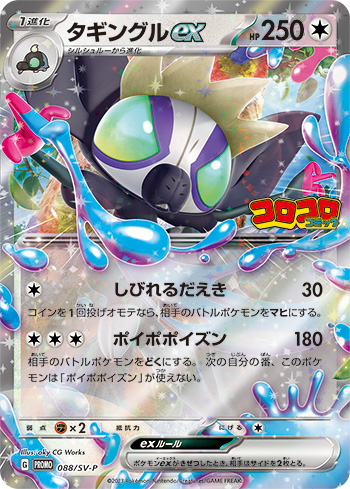 1進化
タギングルex
HP 250
シルシュルーから進化
コロコロ
コミック
しびれるだえき 30
コインを1回投げオモテなら、相手のバトルポケモンをマヒにする。
ポイポポイズン 180
相手のバトルポケモンをどくにする。次の自分の番、このポケ
モンは「ポイポポイズン」が使えない。
弱点 ×2 抵抗力 にげる
exルール
ポケモンexがきぜつしたとき、相手はサイドを2枚とる。
Illus. aky CG Works
G PROMO 088/SV-P
©2023 Pokémon/Nintendo/Creatures/GAME FREAK